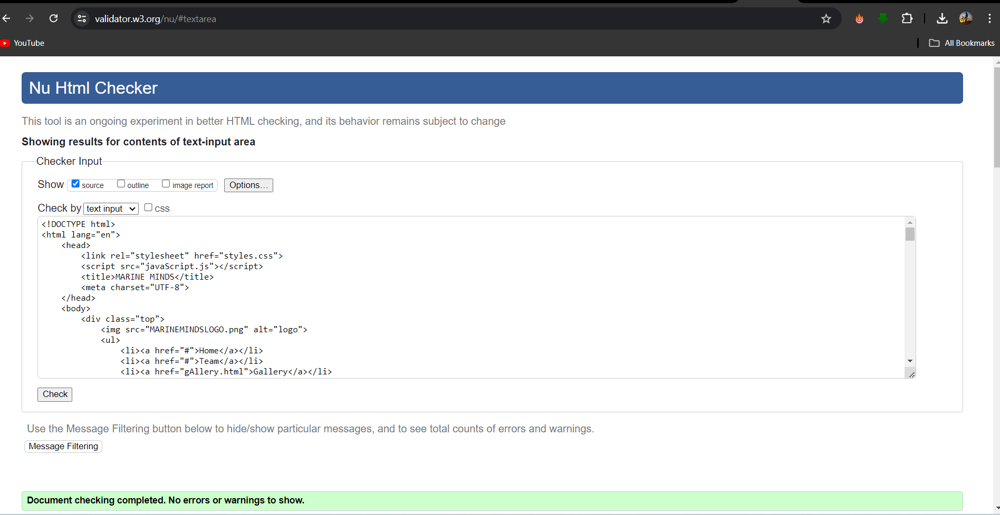 validator.w3.org/nu/#textarea
YouTube
All Bookmarks
Nu Html Checker
This tool is an ongoing experiment in better HTML checking, and its behavior remains subject to change
Showing results for contents of text-input area
Checker Input
Show source outline image report Options...
Check by text input CSS
<!DOCTYPE html>
<html lang="en">
    <head>
        <link rel="stylesheet" href="styles.css">
        <script src="javaScript.js"></script>
        <title>MARINE MINDS</title>
        <meta charset="UTF-8">
    </head>
    <body>
        <div class="top">
            <img src="MARINEMINDSLOGO.png" alt="logo">
            <ul>
                <li><a href="#">Home</a></li>
                <li><a href="#">Team</a></li>
                <li><a href="gAllery.html">Gallery</a></li>
Check
Use the Message Filtering button below to hide/show particular messages, and to see total counts of errors and warnings.
Message Filtering
Document checking completed. No errors or warnings to show.